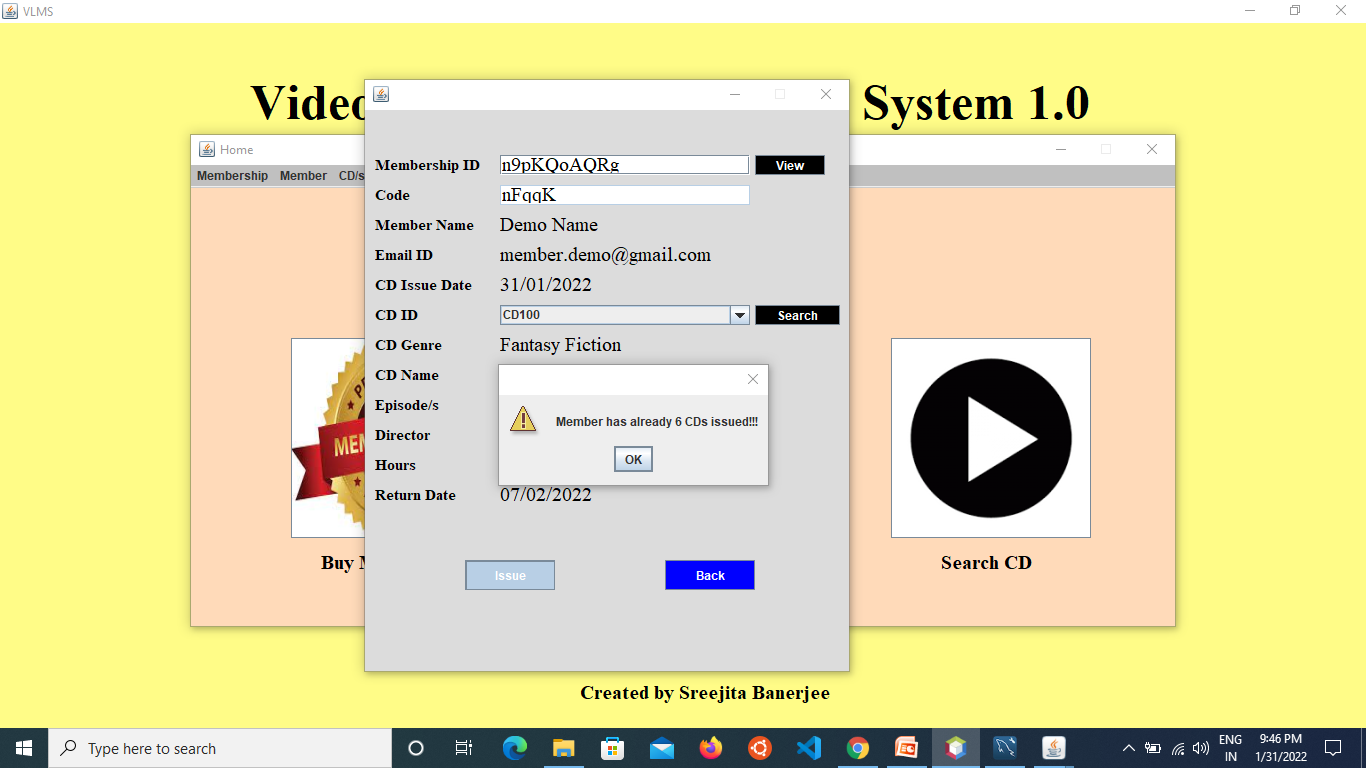 VLMS
Video
System 1.0
Home
Membership Member CD/s
Membership ID n9pKQoAQRg View
Code nFqqK
Member Name Demo Name
Email ID member.demo@gmail.com
CD Issue Date 31/01/2022
CD ID CD100 Search
CD Genre Fantasy Fiction
CD Name
Episode/s
Director
Hours
Return Date 07/02/2022
Member has already 6 CDs issued!!!
OK
Issue Back
Buy
Search CD
Created by Sreejita Banerjee
Type here to search
ENG
IN
9:46 PM
1/31/2022